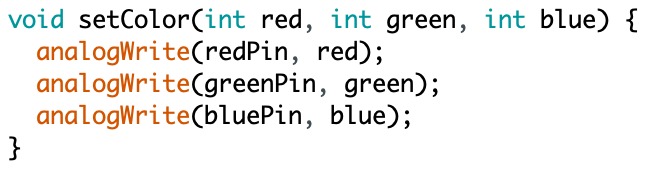 void setColor(int red, int green, int blue) {
  analogWrite(redPin, red);
  analogWrite(greenPin, green);
  analogWrite(bluePin, blue);
}